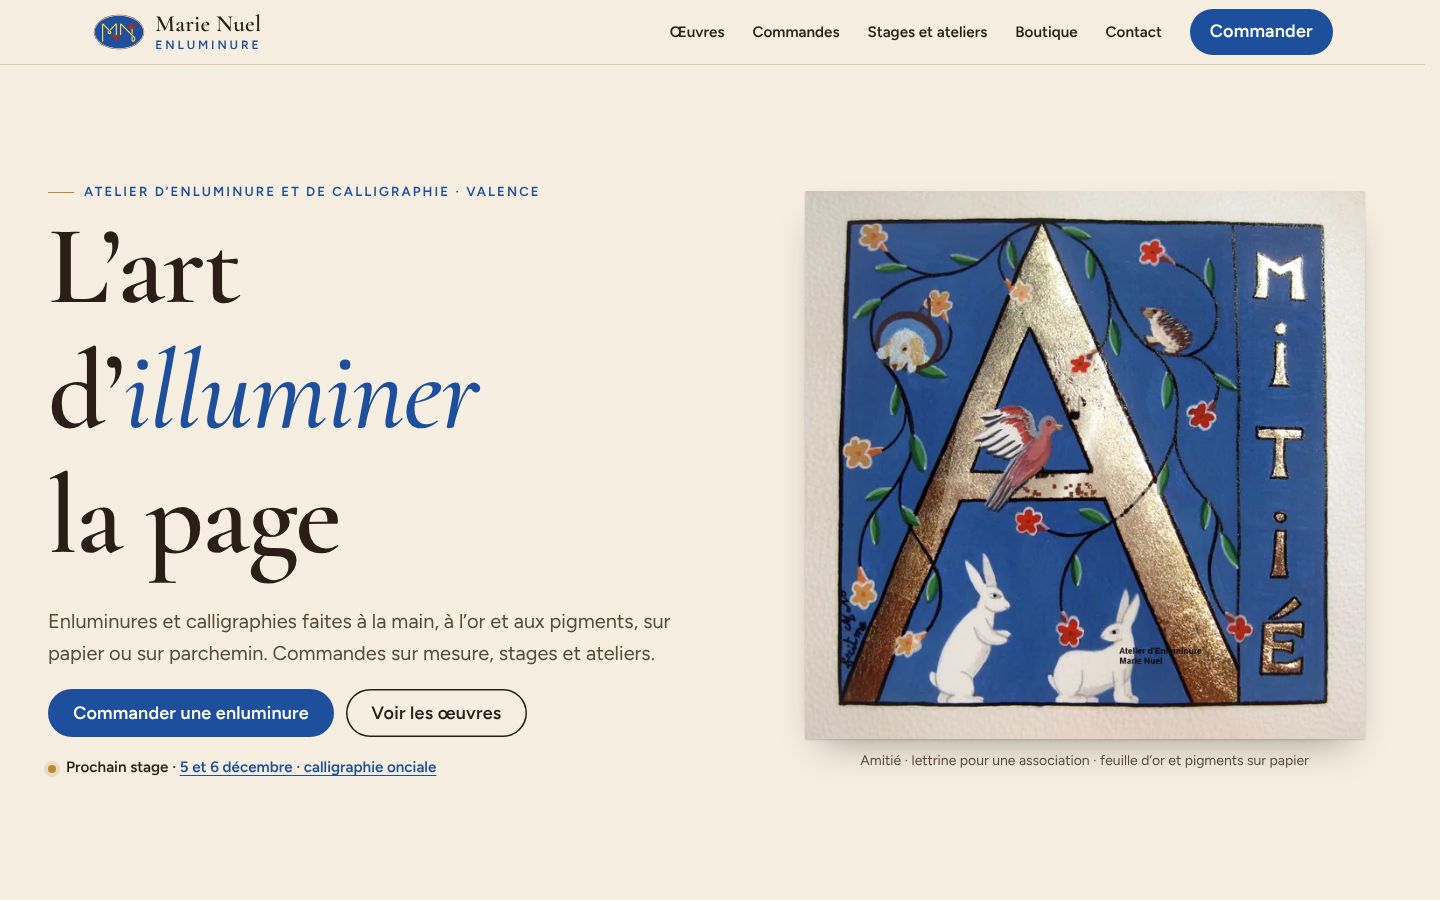 MN
Marie Nuel
ENLUMINURE
Œuvres
Commandes
Stages et ateliers
Boutique
Contact
Commander
ATELIER D’ENLUMINURE ET DE CALLIGRAPHIE · VALENCE
L’art
d’illuminer
la page
Enluminures et calligraphies faites à la main, à l’or et aux pigments, sur
papier ou sur parchemin. Commandes sur mesure, stages et ateliers.
Commander une enluminure
Voir les œuvres
Prochain stage · 5 et 6 décembre · calligraphie onciale
A
MiTiÉ
Atelier d'Enluminure
Marie Nuel
Amitié · lettrine pour une association · feuille d’or et pigments sur papier